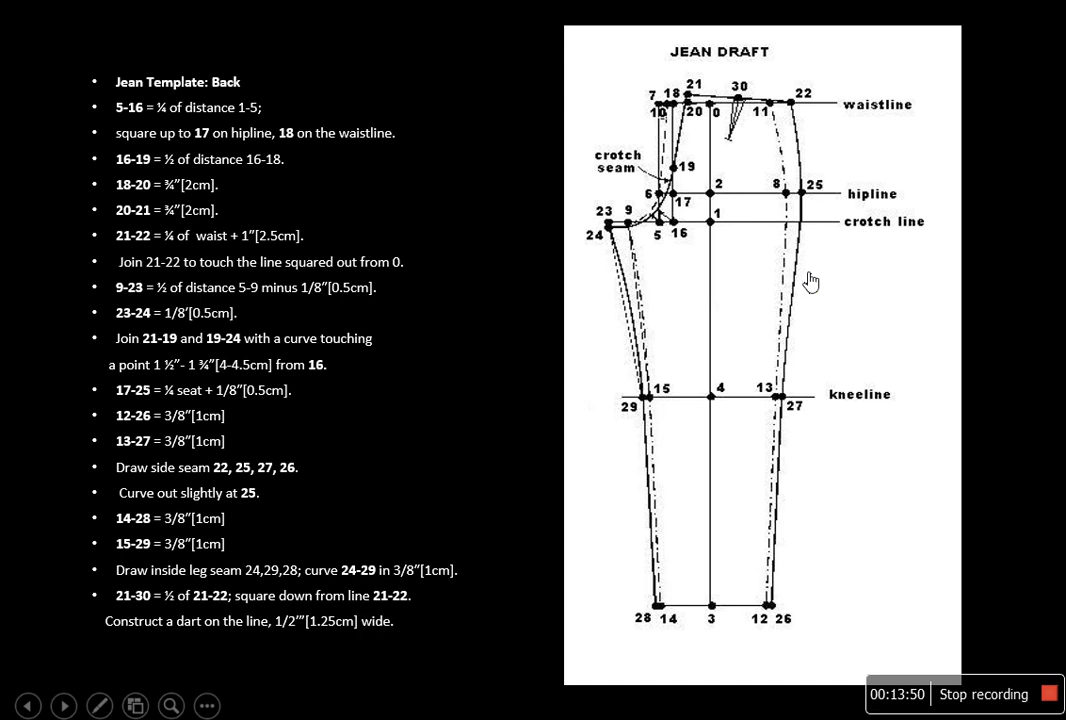 Jean Template: Back
5-16 = ¼ of distance 1-5;
square up to 17 on hipline, 18 on the waistline.
16-19 = ½ of distance 16-18.
18-20 = ¾”[2cm].
20-21 = ¾”[2cm].
21-22 = ¼ of waist + 1”[2.5cm].
Join 21-22 to touch the line squared out from 0.
9-23 = ½ of distance 5-9 minus 1/8”[0.5cm].
23-24 = 1/8’[0.5cm].
Join 21-19 and 19-24 with a curve touching
a point 1 ½”- 1 ¾”[4-4.5cm] from 16.
17-25 = ¼ seat + 1/8”[0.5cm].
12-26 = 3/8”[1cm]
13-27 = 3/8”[1cm]
Draw side seam 22, 25, 27, 26.
Curve out slightly at 25.
14-28 = 3/8”[1cm]
15-29 = 3/8”[1cm]
Draw inside leg seam 24,29,28; curve 24-29 in 3/8”[1cm].
21-30 = ½ of 21-22; square down from line 21-22.
Construct a dart on the line, 1/2’”[1.25cm] wide.
JEAN DRAFT
21 30
7 18 22
10 20 0 11 waistline
crotch
seam 19
6 17 2 8 25 hipline
23 9 1 crotch line
24 5 16
15 4 13 kneeline
29 27
28 14 3 12 26
00:13:50 Stop recording